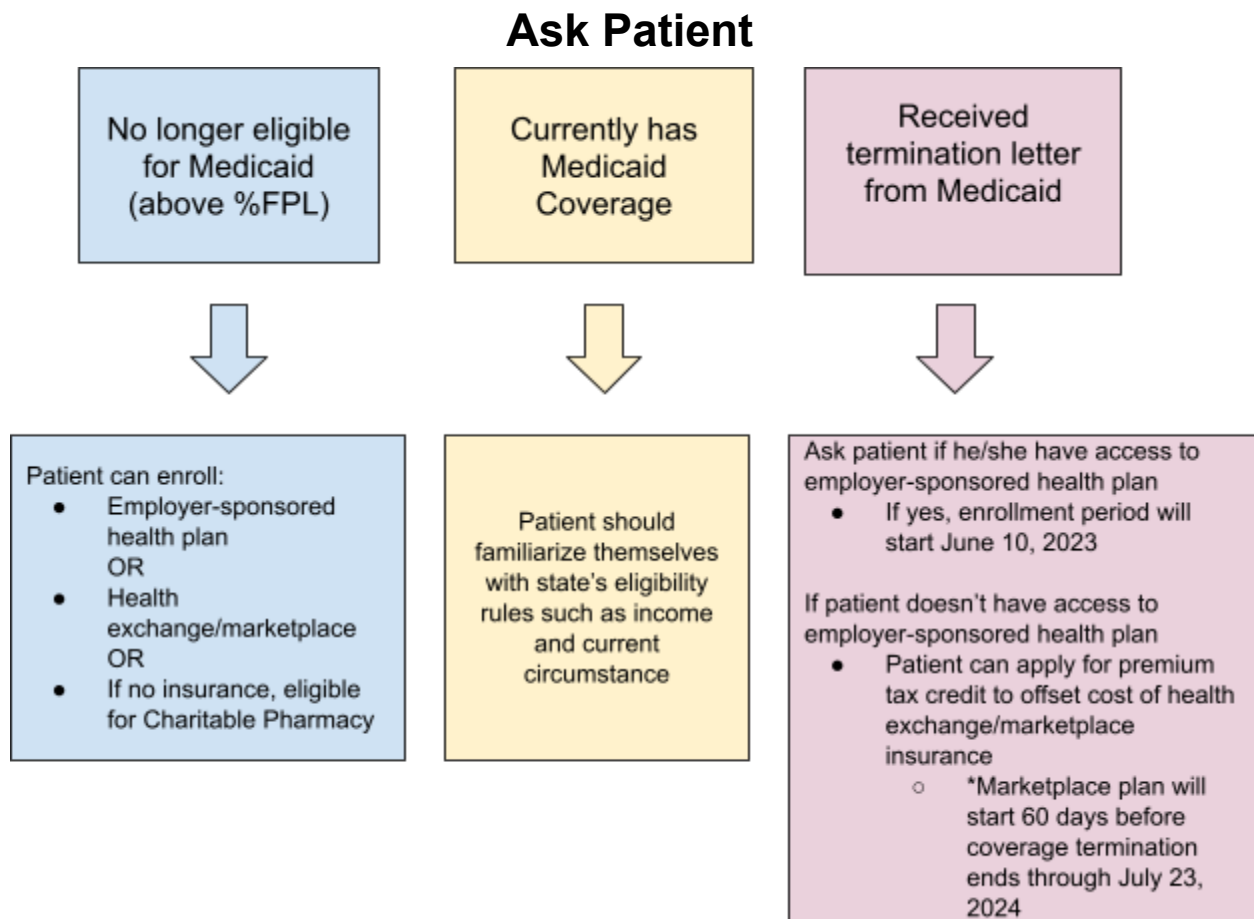 Ask Patient
No longer eligible
for Medicaid
(above %FPL)
Currently has
Medicaid
Coverage
Received
termination letter
from Medicaid
Patient can enroll:
● Employer-sponsored
health plan
OR
● Health
exchange/marketplace
OR
● If no insurance, eligible
for Charitable Pharmacy
Patient should
familiarize themselves
with state's eligibility
rules such as income
and current
circumstance
Ask patient if he/she have access to
employer-sponsored health plan
● If yes, enrollment period will
start June 10, 2023
If patient doesn't have access to
employer-sponsored health plan
● Patient can apply for premium
tax credit to offset cost of health
exchange/marketplace
insurance
○ *Marketplace plan will
start 60 days before
coverage termination
ends through July 23,
2024